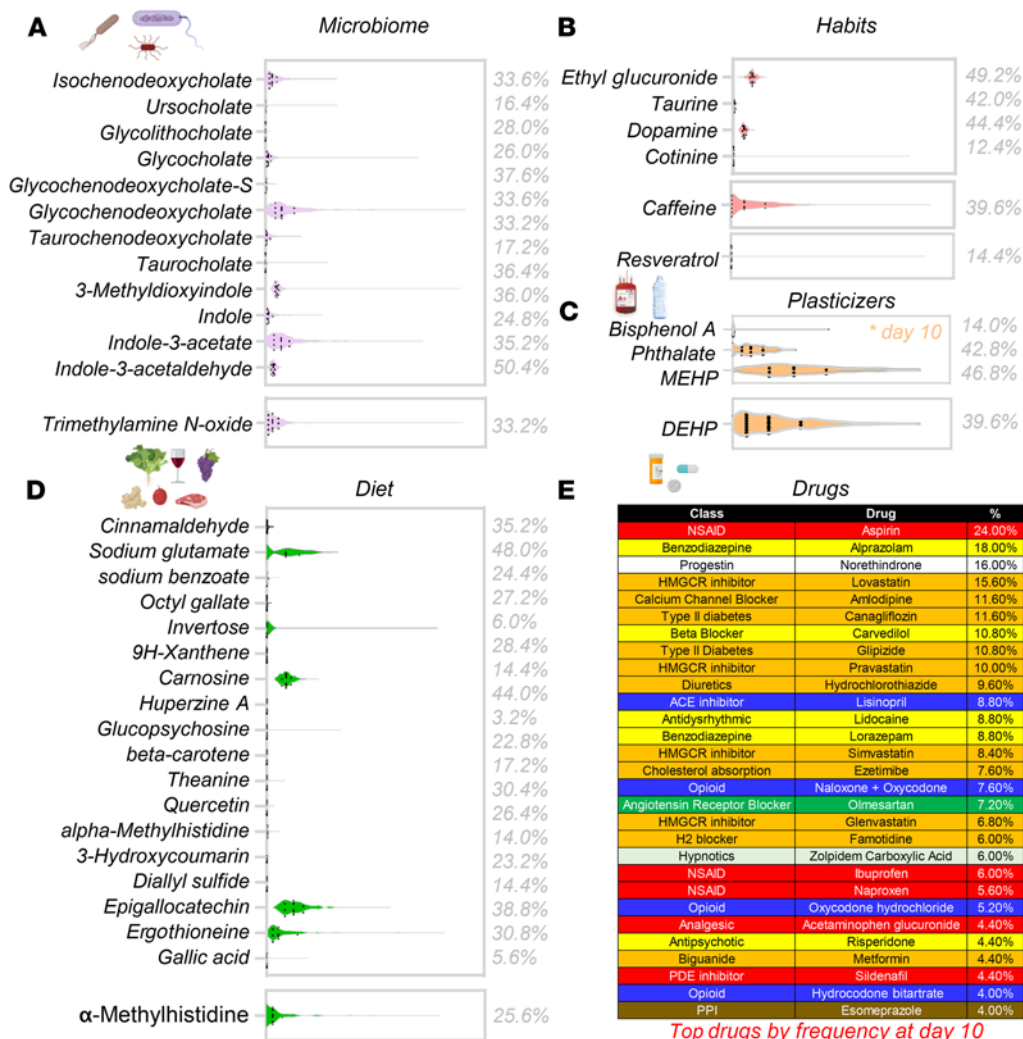 A
Microbiome
Isochenodeoxycholate 33.6%
Ursocholate 16.4%
Glycolithocholate 28.0%
Glycocholate 26.0%
Glycochenodeoxycholate-S 37.6%
Glycochenodeoxycholate 33.6%
Taurochenodeoxycholate 33.2%
Taurocholate 17.2%
3-Methyldioxyindole 36.4%
Indole 36.0%
Indole-3-acetate 24.8%
Indole-3-acetaldehyde 35.2%
50.4%
Trimethylamine N-oxide 33.2%
B
Habits
Ethyl glucuronide 49.2%
Taurine 42.0%
Dopamine 44.4%
Cotinine 12.4%
Caffeine 39.6%
Resveratrol 14.4%
A+
C
Plasticizers
Bisphenol A * day 10 14.0%
Phthalate 42.8%
MEHP 46.8%
DEHP 39.6%
D
Diet
Cinnamaldehyde 35.2%
Sodium glutamate 48.0%
sodium benzoate 24.4%
Octyl gallate 27.2%
Invertose 6.0%
9H-Xanthene 28.4%
Carnosine 14.4%
Huperzine A 44.0%
Glucopsychosine 3.2%
beta-carotene 22.8%
Theanine 17.2%
Quercetin 30.4%
alpha-Methylhistidine 26.4%
3-Hydroxycoumarin 14.0%
Diallyl sulfide 23.2%
Epigallocatechin 14.4%
Ergothioneine 38.8%
Gallic acid 30.8%
5.6%
α-Methylhistidine 25.6%
E
Drugs
Class Drug %
NSAID Aspirin 24.00%
Benzodiazepine Alprazolam 18.00%
Progestin Norethindrone 16.00%
HMGCR inhibitor Lovastatin 15.60%
Calcium Channel Blocker Amlodipine 11.60%
Type II diabetes Canagliflozin 11.60%
Beta Blocker Carvedilol 10.80%
Type II Diabetes Glipizide 10.80%
HMGCR inhibitor Pravastatin 10.00%
Diuretics Hydrochlorothiazide 9.60%
ACE inhibitor Lisinopril 8.80%
Antidysrhythmic Lidocaine 8.80%
Benzodiazepine Lorazepam 8.80%
HMGCR inhibitor Simvastatin 8.40%
Cholesterol absorption Ezetimibe 7.60%
Opioid Naloxone + Oxycodone 7.60%
Angiotensin Receptor Blocker Olmesartan 7.20%
HMGCR inhibitor Glenvastatin 6.80%
H2 blocker Famotidine 6.00%
Hypnotics Zolpidem Carboxylic Acid 6.00%
NSAID Ibuprofen 6.00%
NSAID Naproxen 5.60%
Opioid Oxycodone hydrochloride 5.20%
Analgesic Acetaminophen glucuronide 4.40%
Antipsychotic Risperidone 4.40%
Biguanide Metformin 4.40%
PDE inhibitor Sildenafil 4.40%
Opioid Hydrocodone bitartrate 4.00%
PPI Esomeprazole 4.00%
Top drugs by frequency at day 10